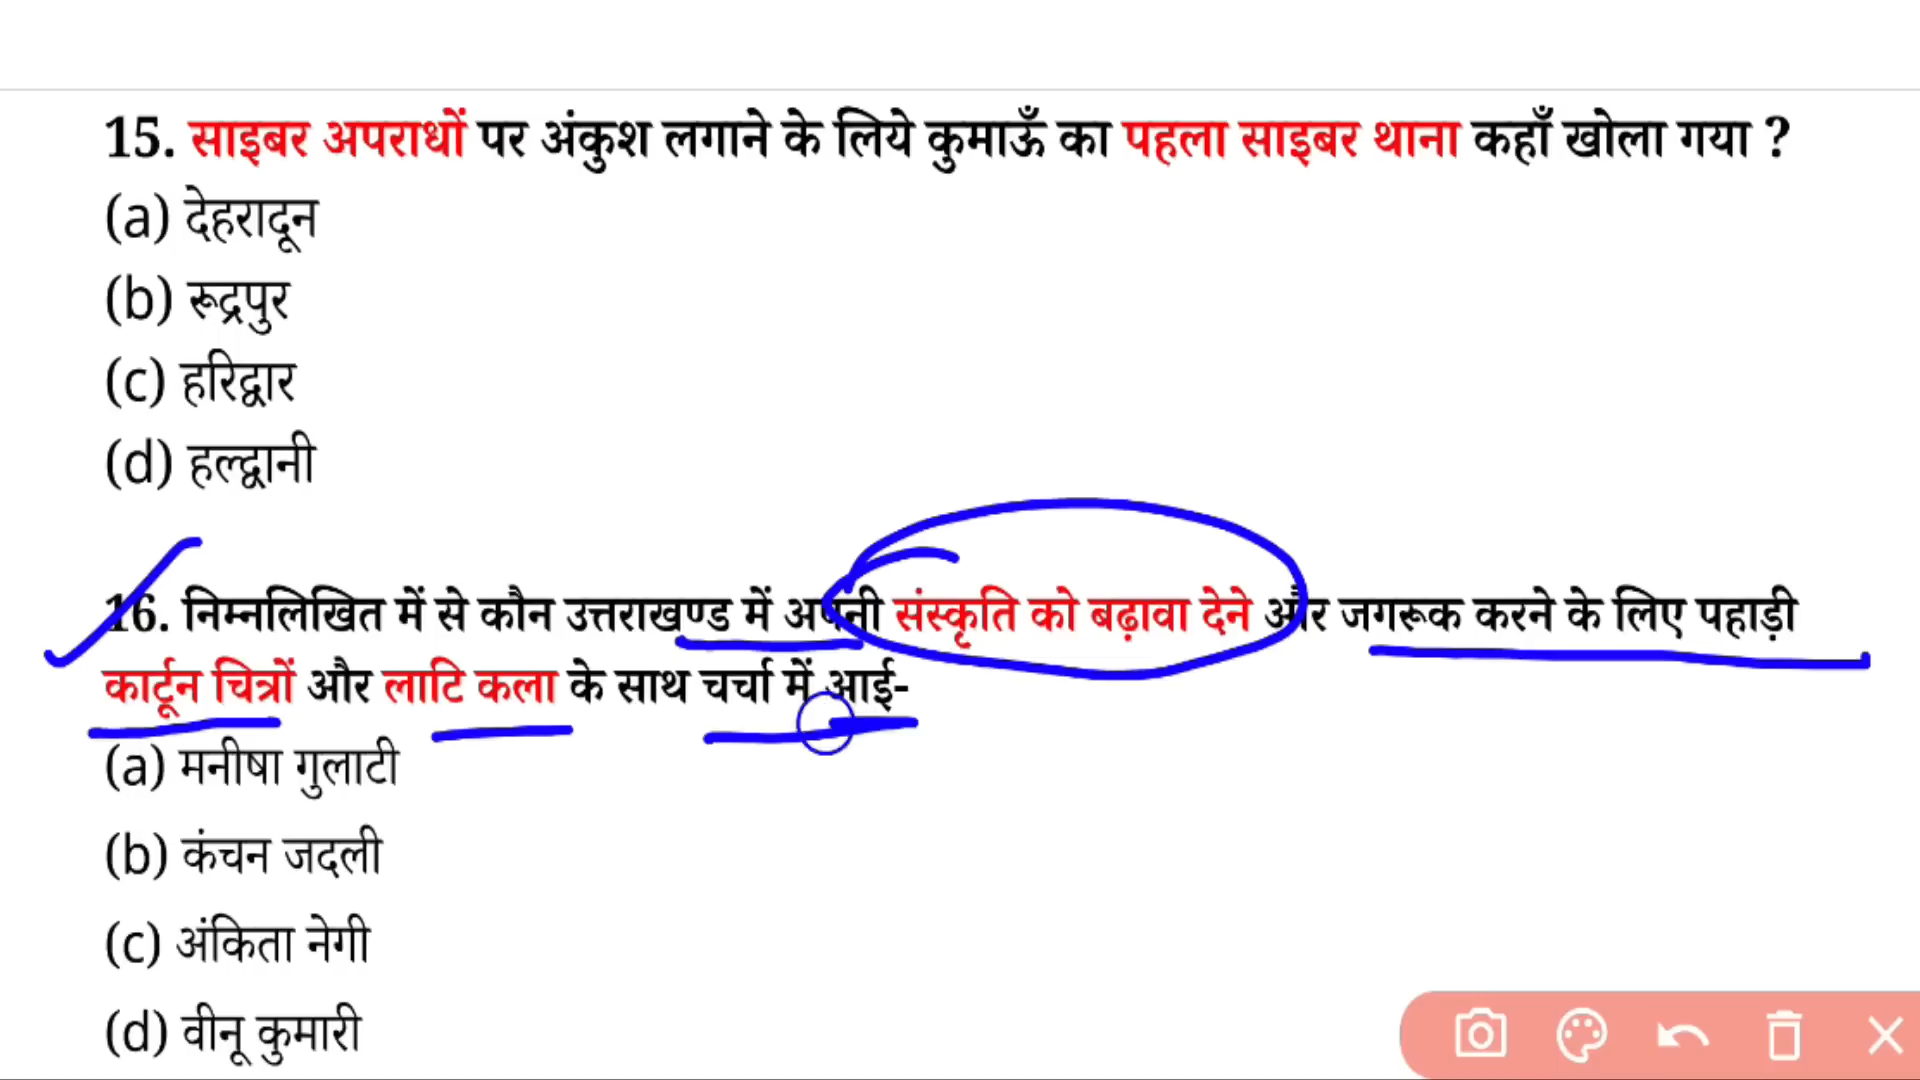 15. साइबर अपराधों पर अंकुश लगाने के लिये कुमाऊँ का पहला साइबर थाना कहाँ खोला गया ?
(a) देहरादून
(b) रूद्रपुर
(c) हरिद्वार
(d) हल्द्वानी
16. निम्नलिखित में से कौन उत्तराखण्ड में अपनी संस्कृति को बढ़ावा देने और जगरूक करने के लिए पहाड़ी
कार्टून चित्रों और लाटि कला के साथ चर्चा में आई-
(a) मनीषा गुलाटी
(b) कंचन जदली
(c) अंकिता नेगी
(d) वीनू कुमारी